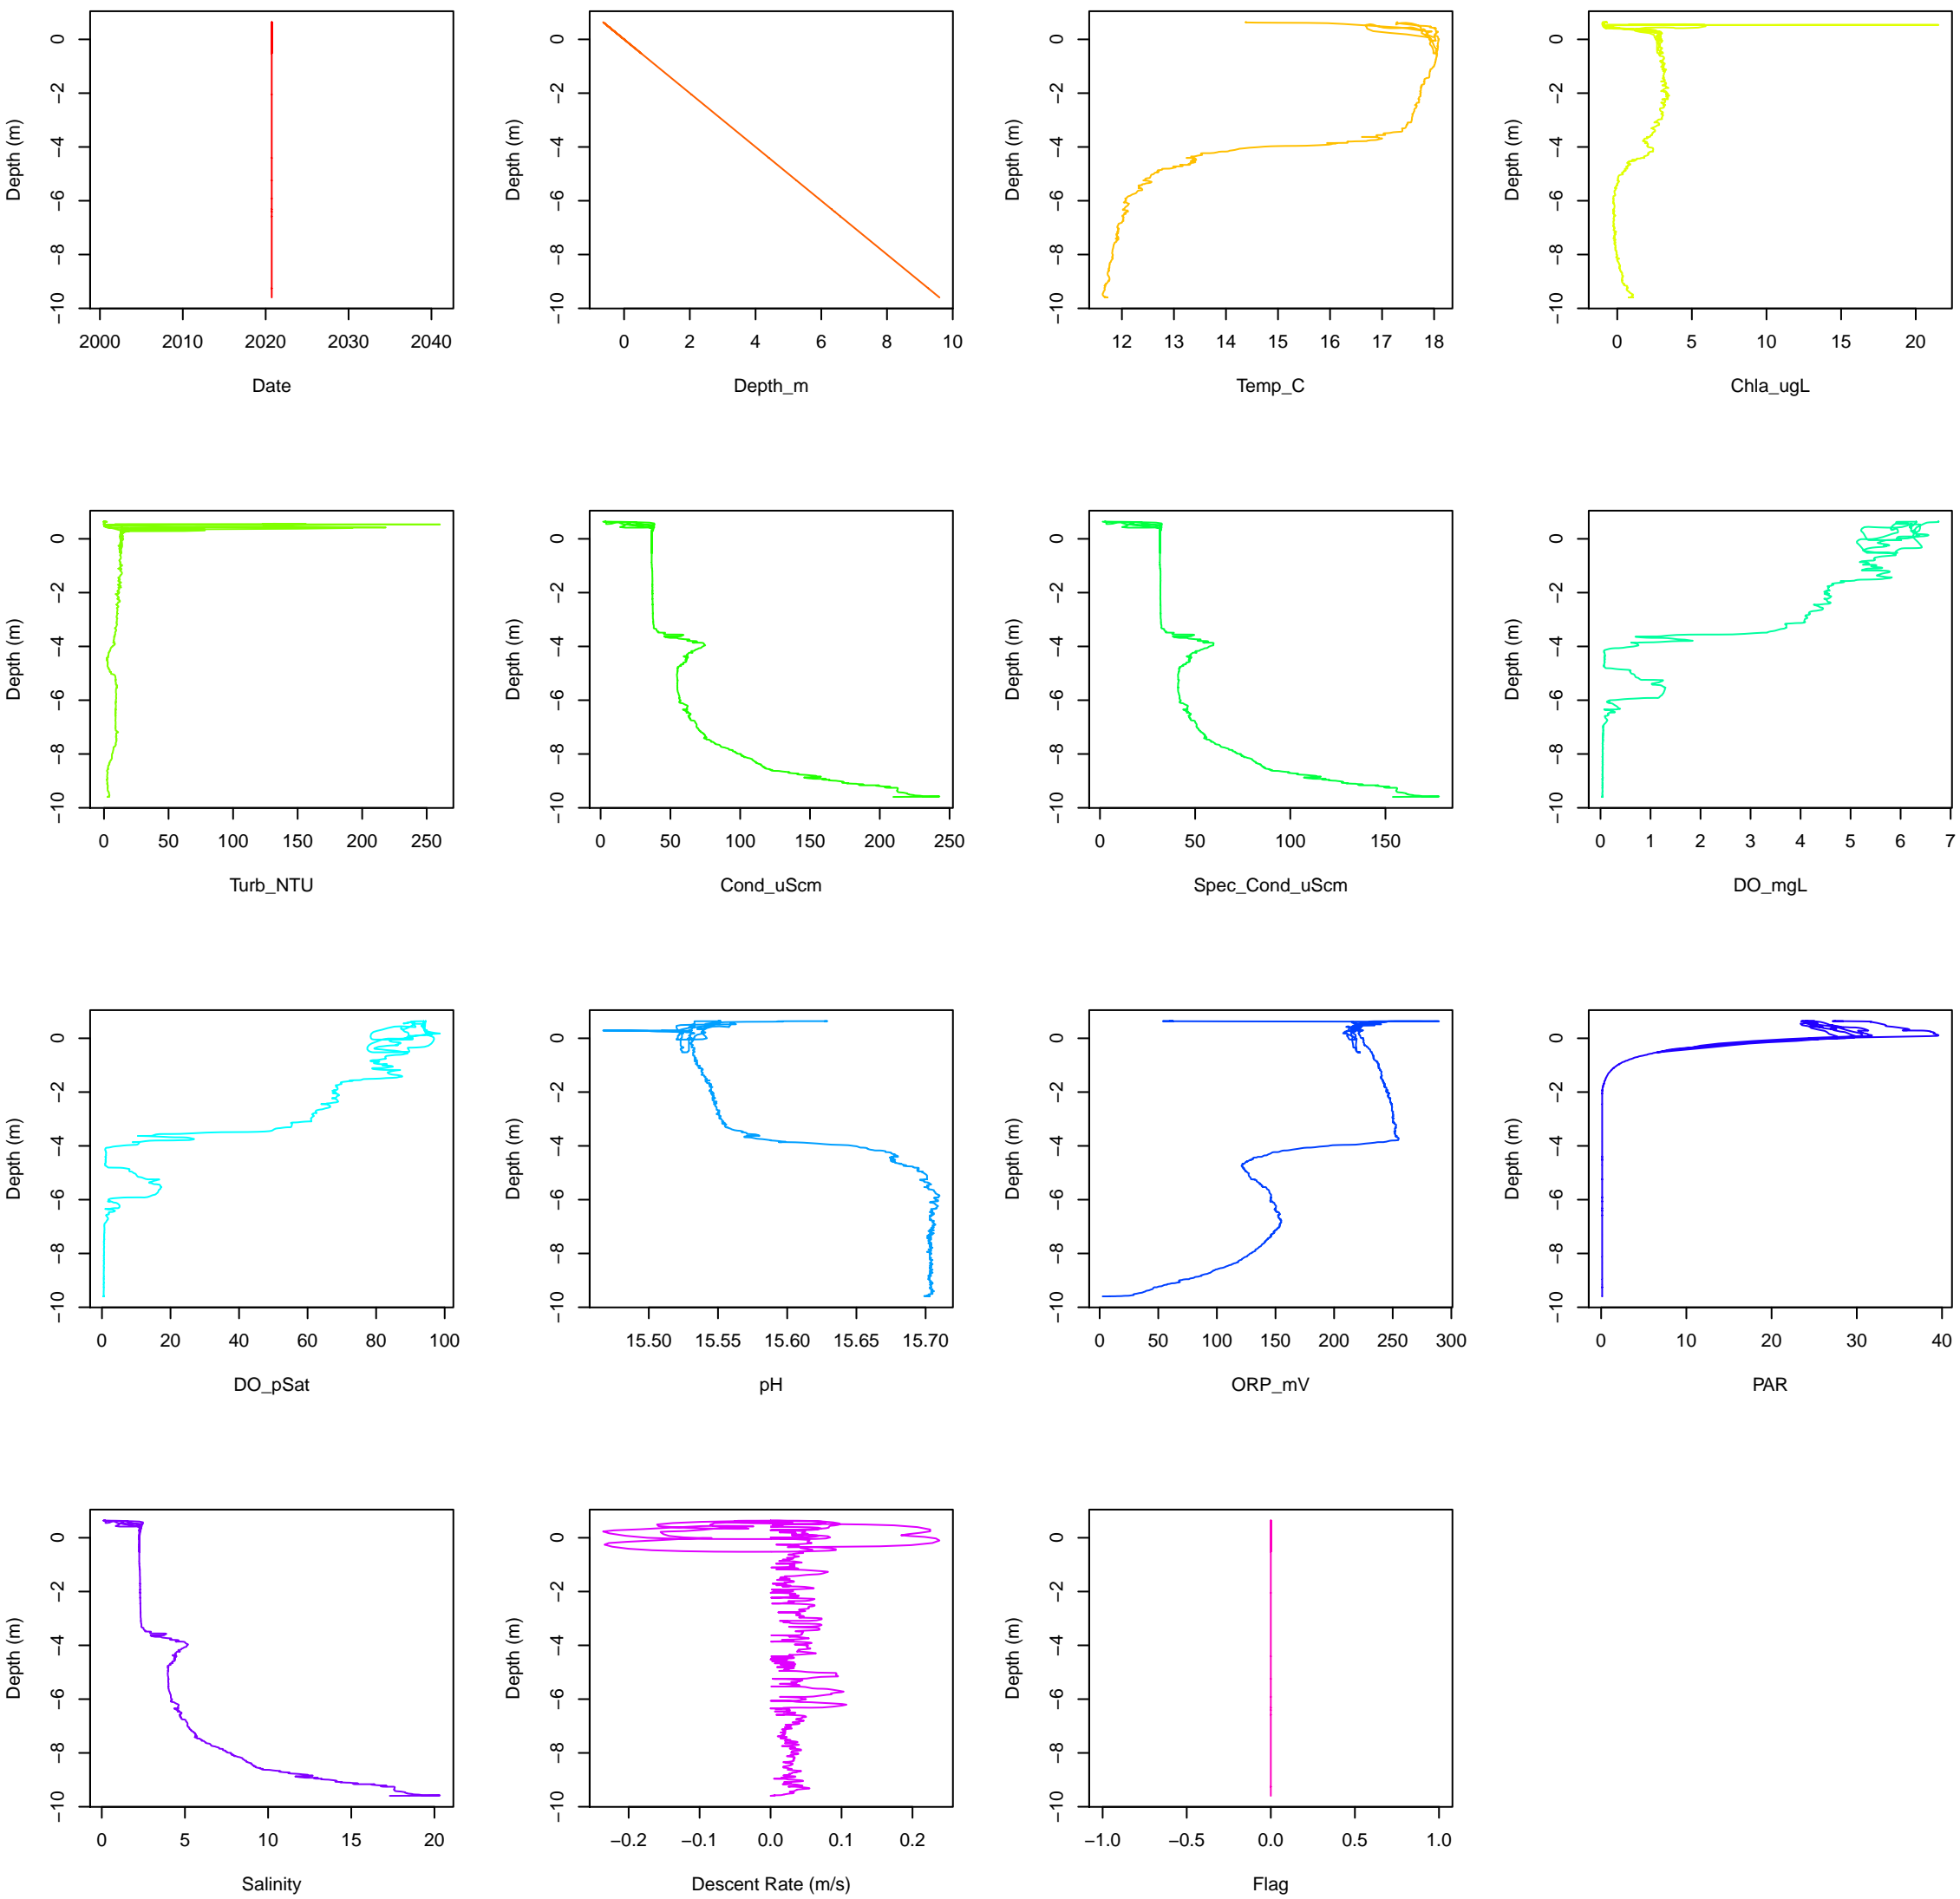 Depth (m)
0
−2
−4
−6
−8
−10
2000 2010 2020 2030 2040
Date
Depth (m)
0
−2
−4
−6
−8
−10
0 2 4 6 8 10
Depth_m
Depth (m)
0
−2
−4
−6
−8
−10
12 13 14 15 16 17 18
Temp_C
Depth (m)
0
−2
−4
−6
−8
−10
0 5 10 15 20
Chla_ugL
Depth (m)
0
−2
−4
−6
−8
−10
0 50 100 150 200 250
Turb_NTU
Depth (m)
0
−2
−4
−6
−8
−10
0 50 100 150 200 250
Cond_uScm
Depth (m)
0
−2
−4
−6
−8
−10
0 50 100 150
Spec_Cond_uScm
Depth (m)
0
−2
−4
−6
−8
−10
0 1 2 3 4 5 6 7
DO_mgL
Depth (m)
0
−2
−4
−6
−8
−10
0 20 40 60 80 100
DO_pSat
Depth (m)
0
−2
−4
−6
−8
−10
15.50 15.55 15.60 15.65 15.70
pH
Depth (m)
0
−2
−4
−6
−8
−10
0 50 100 150 200 250 300
ORP_mV
Depth (m)
0
−2
−4
−6
−8
−10
0 10 20 30 40
PAR
Depth (m)
0
−2
−4
−6
−8
−10
0 5 10 15 20
Salinity
Depth (m)
0
−2
−4
−6
−8
−10
−0.2 −0.1 0.0 0.1 0.2
Descent Rate (m/s)
Depth (m)
0
−2
−4
−6
−8
−10
−1.0 −0.5 0.0 0.5 1.0
Flag